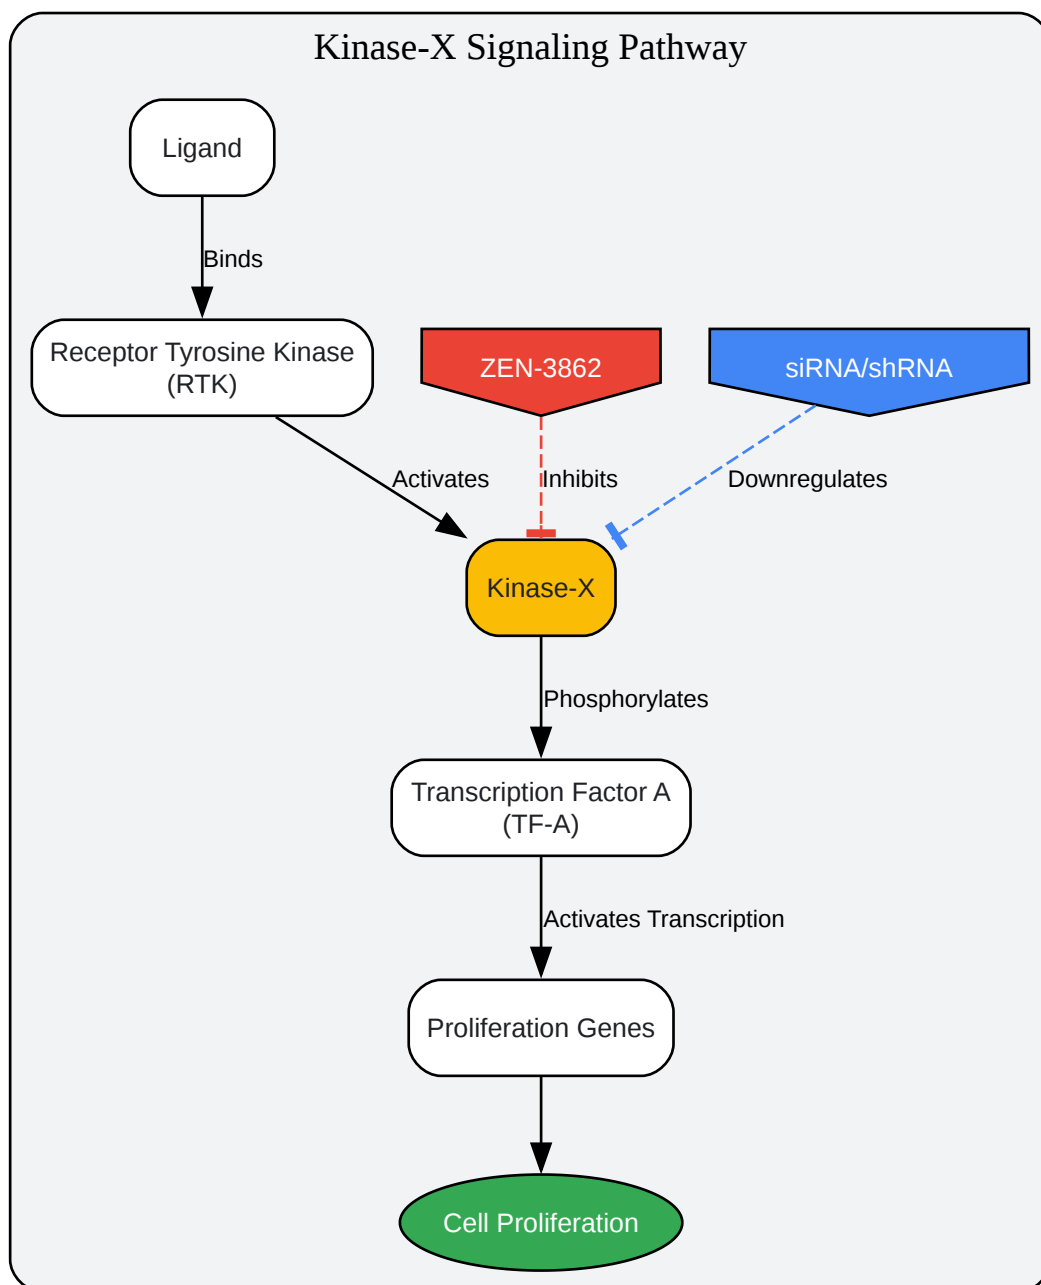 Kinase-X Signaling Pathway
Ligand
Binds
Receptor Tyrosine Kinase
(RTK)
ZEN-3862
siRNA/shRNA
Activates
Inhibits
Downregulates
Kinase-X
Phosphorylates
Transcription Factor A
(TF-A)
Activates Transcription
Proliferation Genes
Cell Proliferation